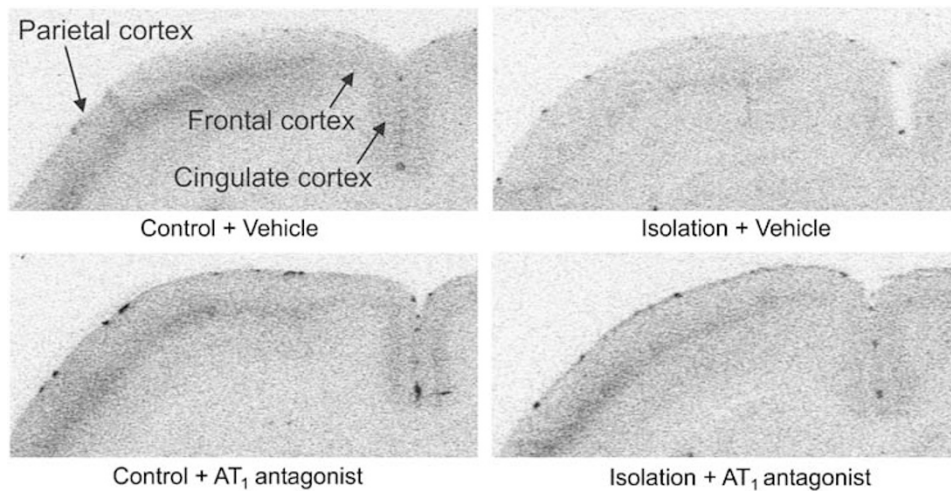 Parietal cortex
Frontal cortex
Cingulate cortex
Control + Vehicle
Isolation + Vehicle
Control + AT₁ antagonist
Isolation + AT₁ antagonist